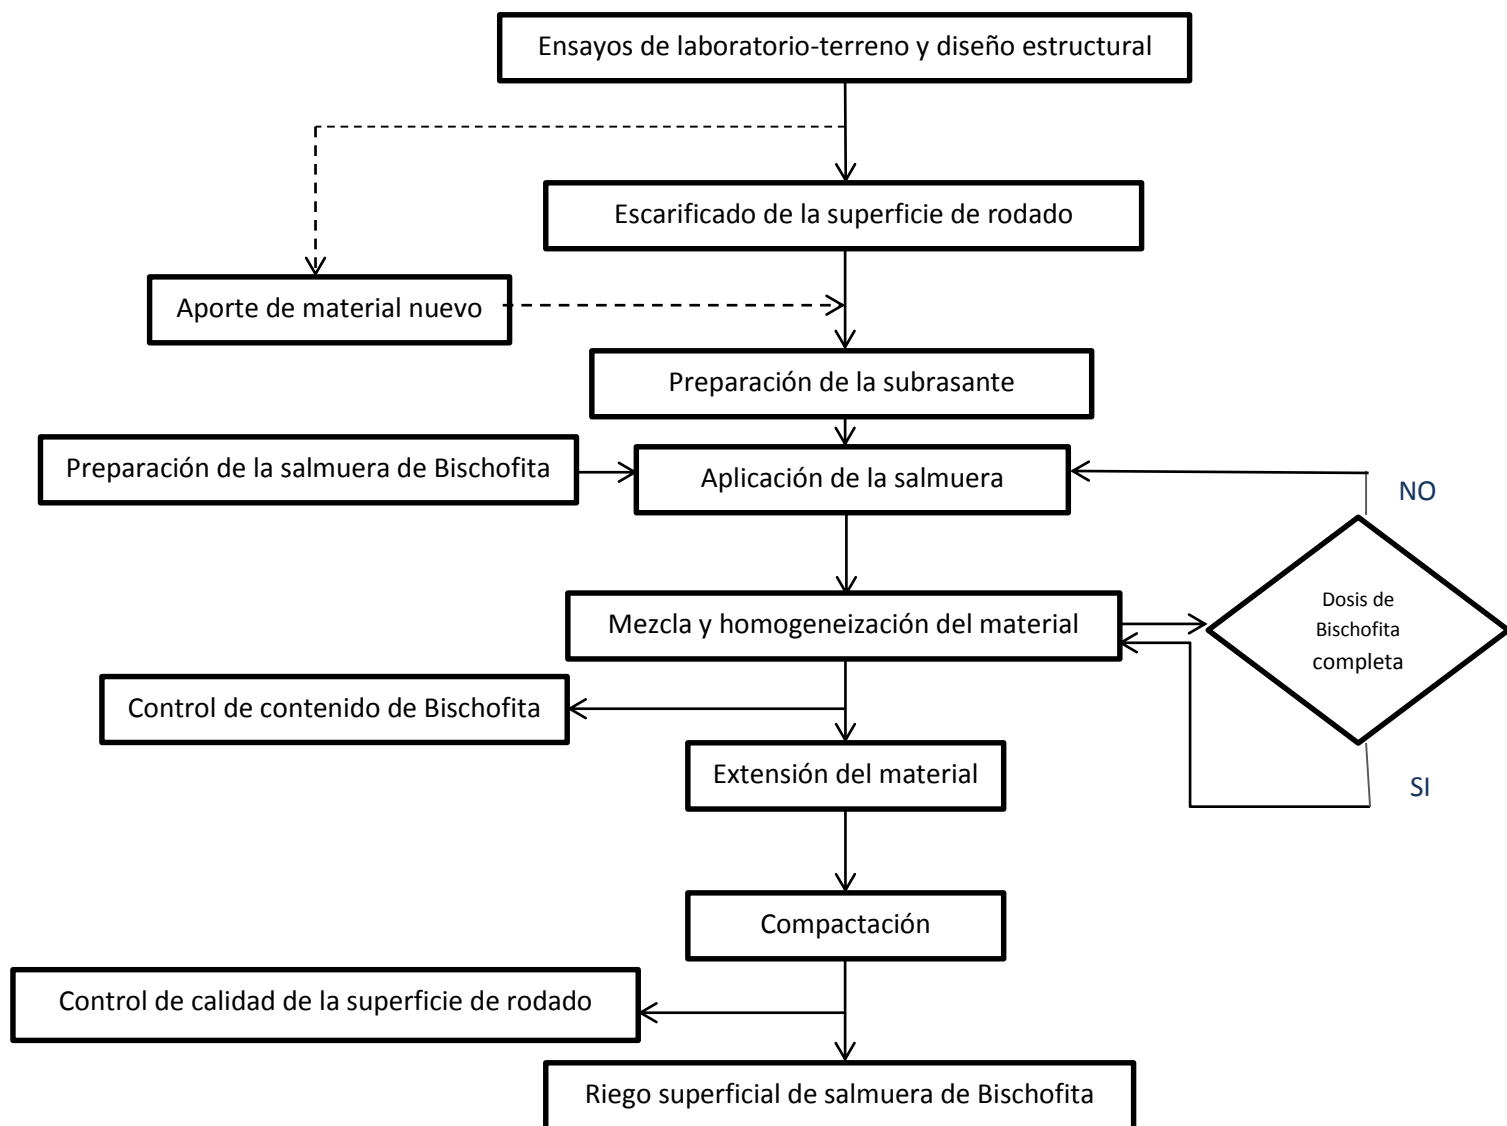 Ensayos de laboratorio-terreno y diseño estructural
Escarificado de la superficie de rodado
Aporte de material nuevo
Preparación de la subrasante
Preparación de la salmuera de Bischofita
Aplicación de la salmuera
NO
Mezcla y homogeneización del material
Dosis de
Bischofita
completa
Control de contenido de Bischofita
Extensión del material
SI
Compactación
Control de calidad de la superficie de rodado
Riego superficial de salmuera de Bischofita